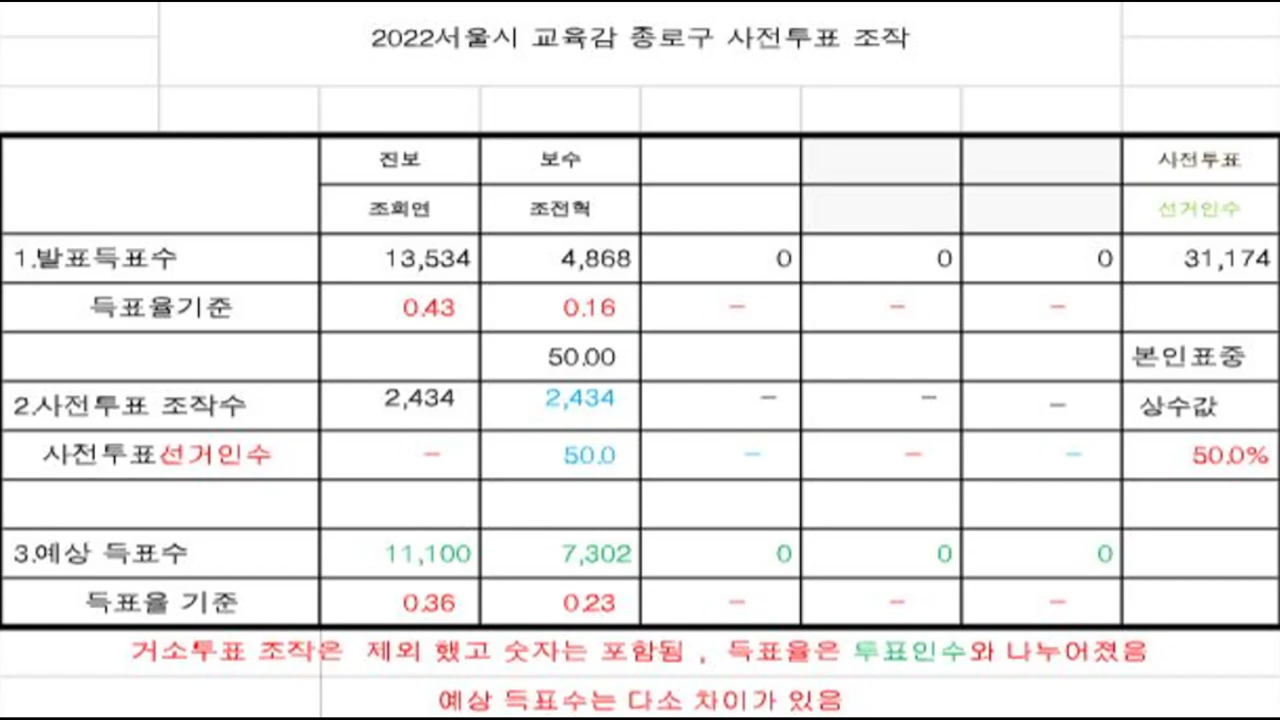 2022서울시 교육감 종로구 사전투표 조작
진보 보수 사전투표
조희연 조전혁 선거인수
1.발표득표수 13,534 4,868 0 0 0 31,174
득표율기준 0.43 0.16 – – –
50.00 본인표중
2.사전투표 조작수 2,434 2,434 – – – 상수값
사전투표선거인수 – 50.0 – – – 50.0%
3.예상 득표수 11,100 7,302 0 0 0
득표율 기준 0.36 0.23 – – –
거소투표 조작은 제외 했고 숫자는 포함됨 , 득표율은 투표인수와 나누어졌음
예상 득표수는 다소 차이가 있음